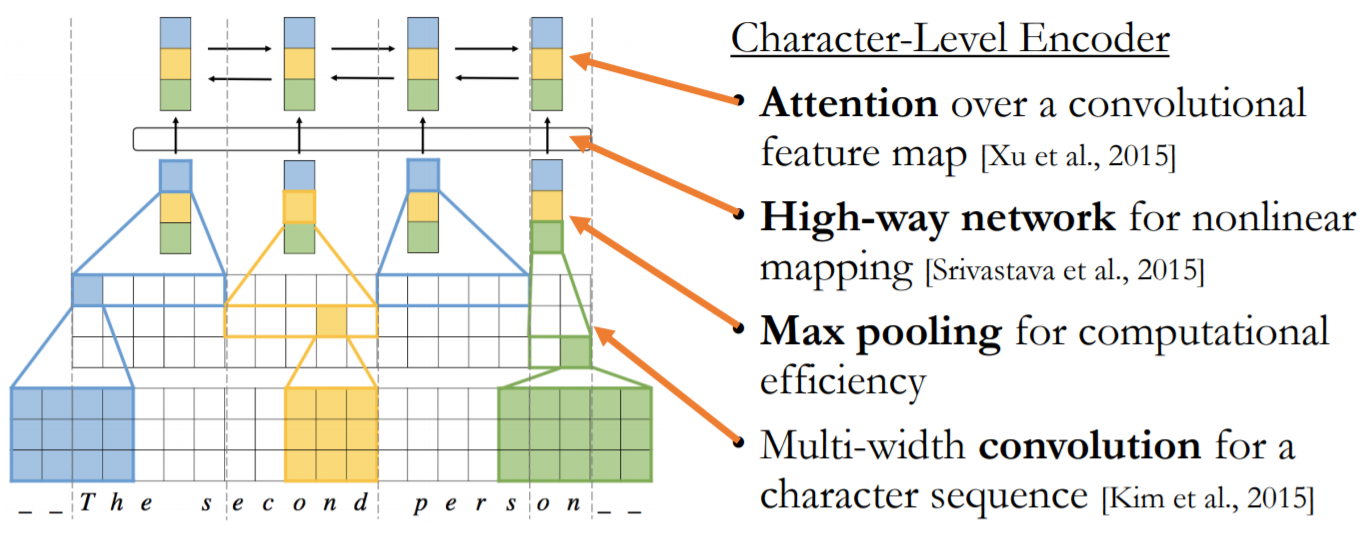 Character-Level Encoder
• Attention over a convolutional
feature map [Xu et al., 2015]
• High-way network for nonlinear
mapping [Srivastava et al., 2015]
• Max pooling for computational
efficiency
• Multi-width convolution for a
character sequence [Kim et al., 2015]
_ _ T h e s e c o n d p e r s o n _ _